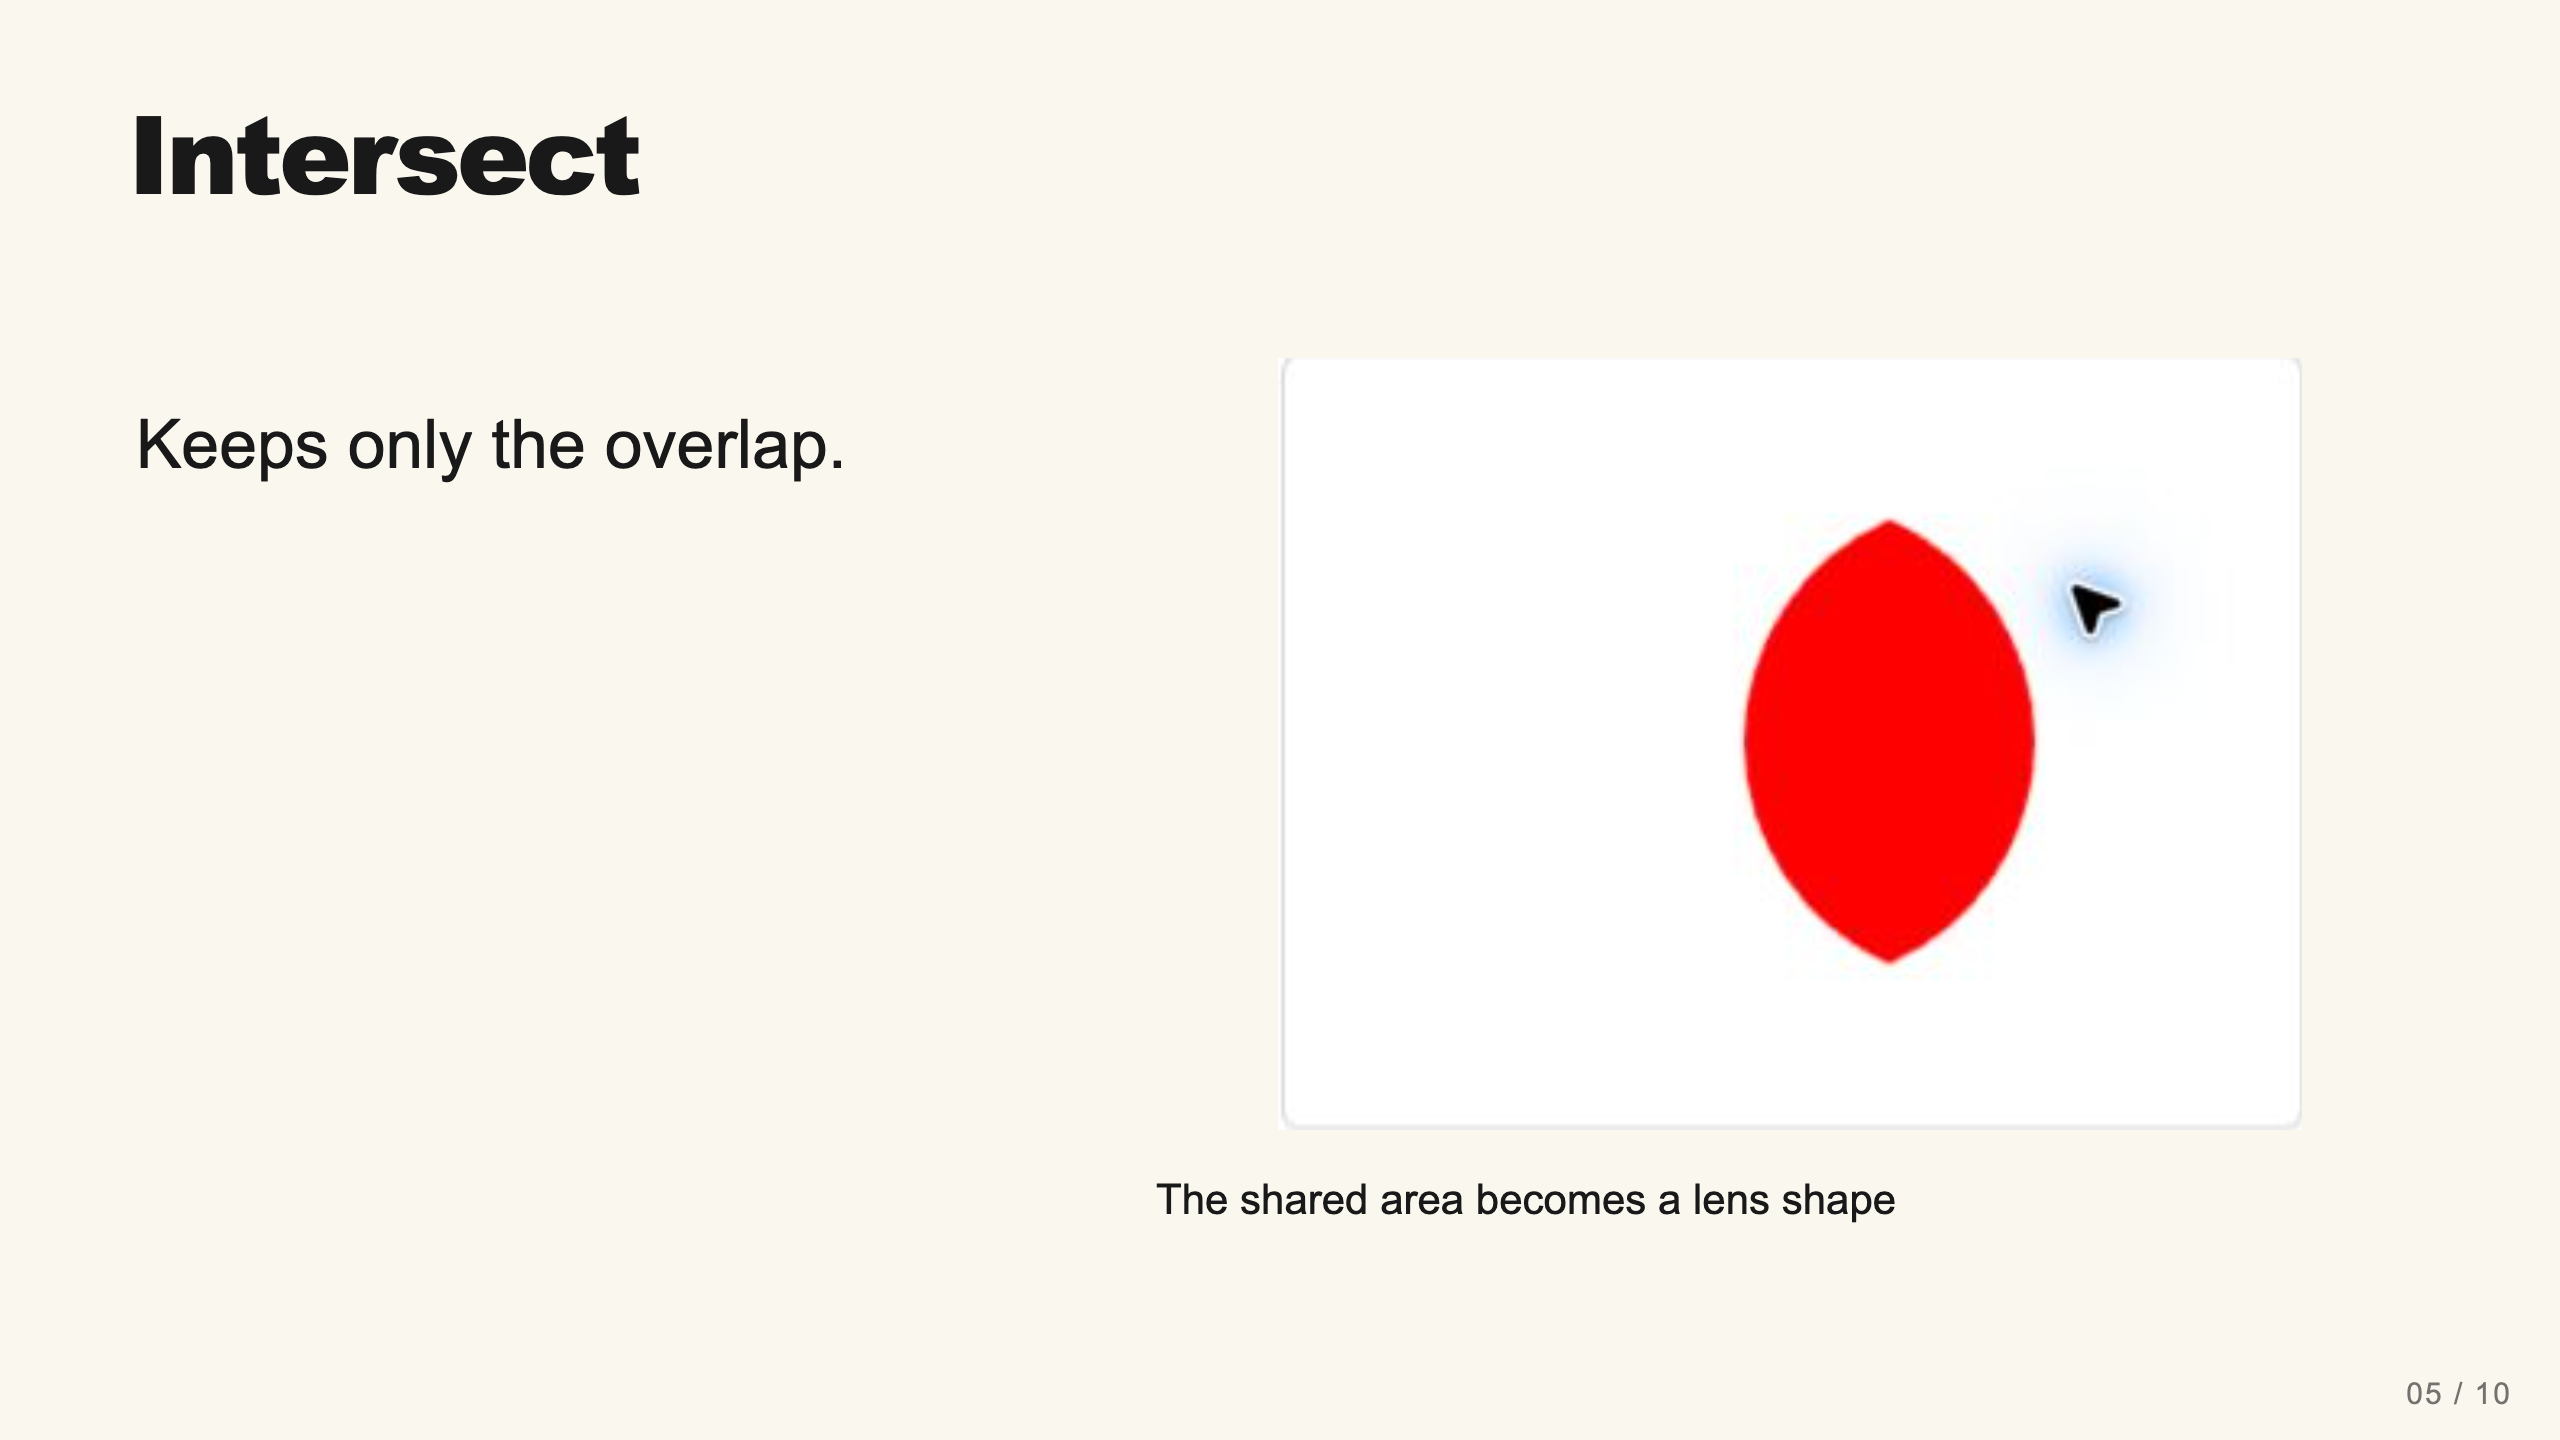 Intersect
Keeps only the overlap.
The shared area becomes a lens shape
05 / 10